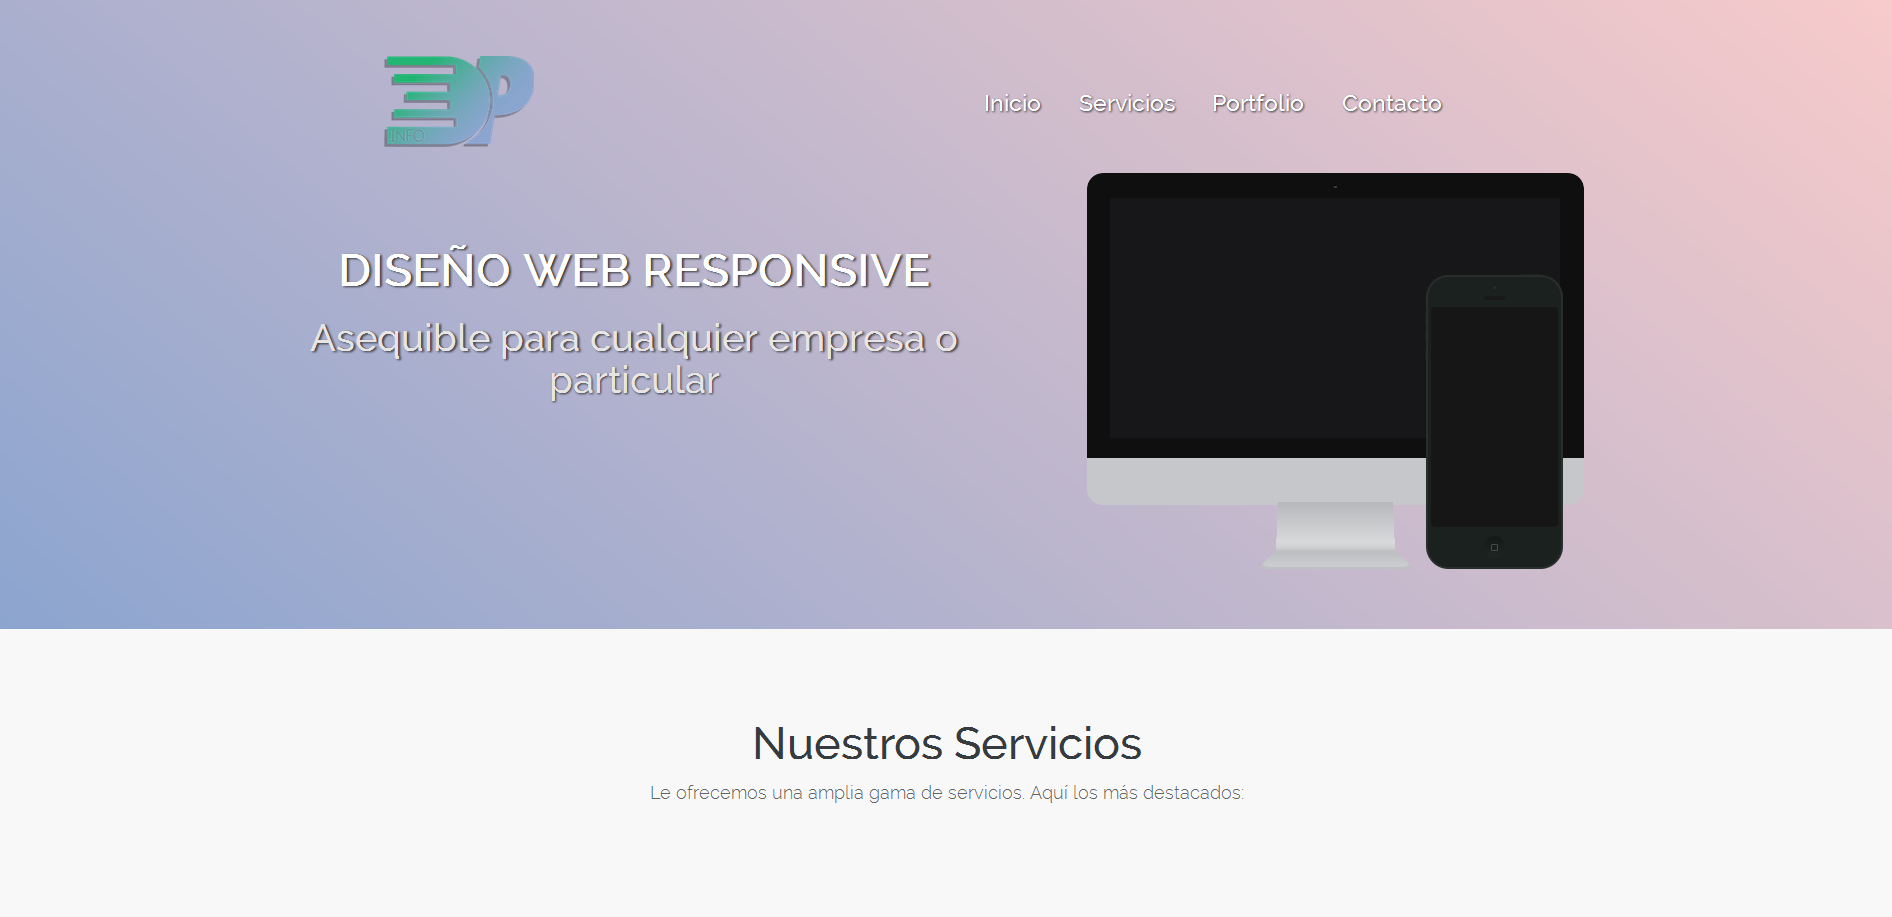 DP
INFO
Inicio Servicios Portfolio Contacto
DISEÑO WEB RESPONSIVE
Asequible para cualquier empresa o
particular
Nuestros Servicios
Le ofrecemos una amplia gama de servicios. Aquí los más destacados: